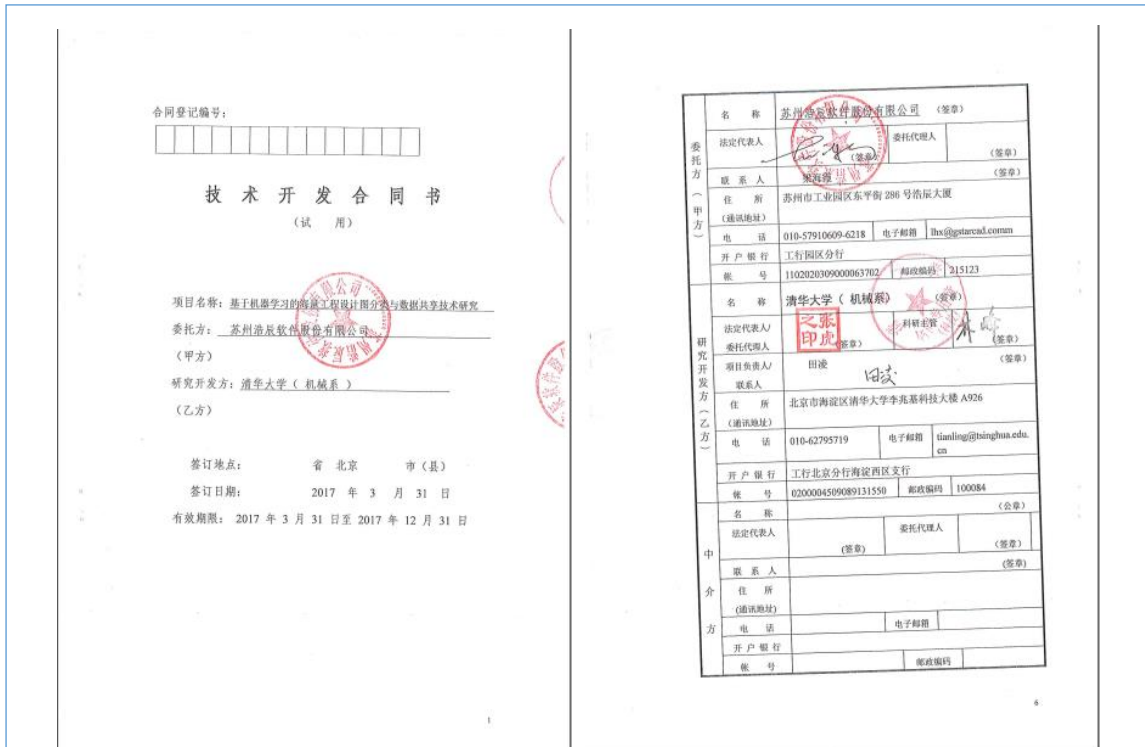 合同登记编号:
技术开发合同书
(试 用)
项目名称: 基于机器学习的海量工程设计图分类与数据共享技术研究
委托方: 苏州浩辰软件股份有限公司
(甲方)
研究开发方: 清华大学( 机械系 )
(乙方)
签订地点: 省 北京 市(县)
签订日期: 2017 年 3 月 31 日
有效期限: 2017 年 3 月 31 日至 2017 年 12 月 31 日
1
委托方(甲方)
名 称 苏州浩辰软件股份有限公司 (签章)
法定代表人 (签章) 委托代理人 (签章)
联 系 人 (签章)
住 所 (通讯地址) 苏州市工业园区东平街 286 号浩辰大厦
电 话 010-57910609-6218 电子邮箱 lhx@gstarcad.comm
开 户 银 行 工行园区分行
帐 号 1102020309000063702 邮政编码 215123
研究开发方(乙方)
名 称 清华大学( 机械系) (签章)
法定代表人/ 委托代理人 张虎之印 (签章) 科研主管 (签章)
项目负责人/ 联系人 田凌 田凌 (签章)
住 所 (通讯地址) 北京市海淀区清华大学李兆基科技大楼 A926
电 话 010-62795719 电子邮箱 tianling@tsinghua.edu.cn
开 户 银 行 工行北京分行海淀西区支行
帐 号 0200004509089131550 邮政编码 100084
中介方
名 称 (公章)
法定代表人 (签章) 委托代理人 (签章)
联 系 人 (签章)
住 所 (通讯地址)
电 话 电子邮箱
开 户 银 行
帐 号 邮政编码
6